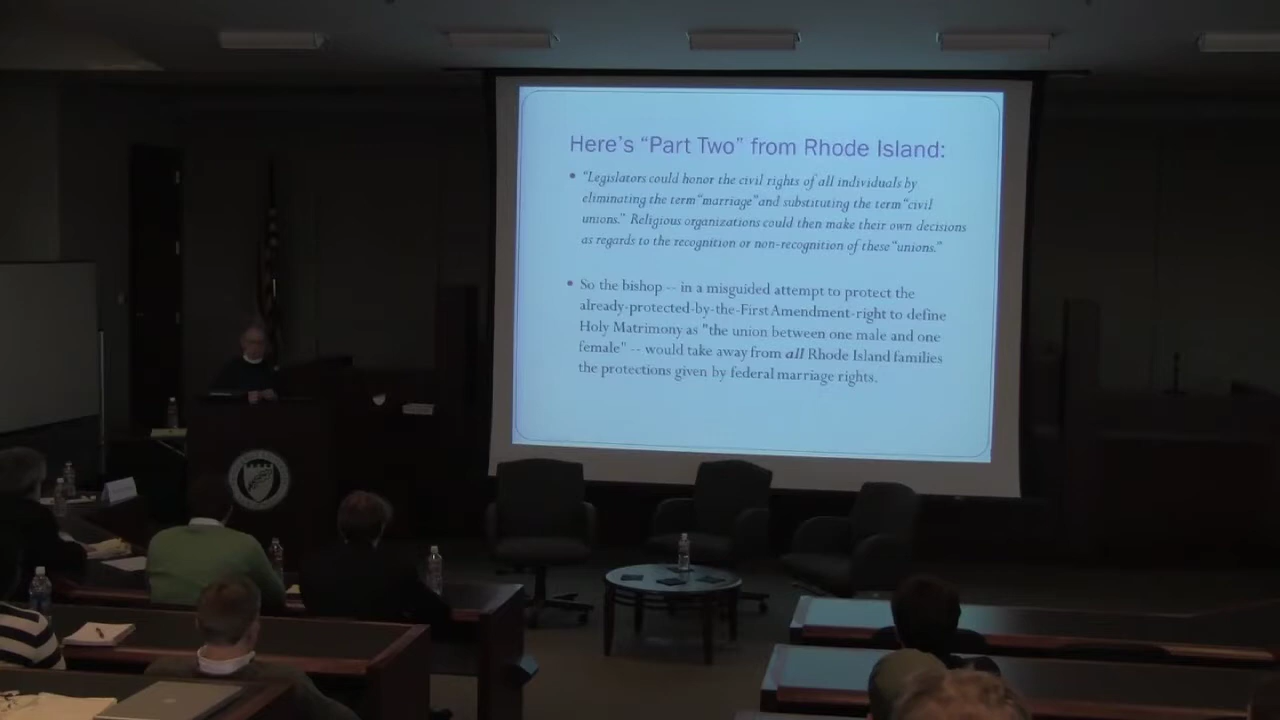 Here's “Part Two” from Rhode Island:
• “Legislators could honor the civil rights of all individuals by
eliminating the term “marriage” and substituting the term “civil
unions.” Religious organizations could then make their own decisions
as regards to the recognition or non-recognition of these “unions.”
• So the bishop -- in a misguided attempt to protect the
already-protected-by-the-First Amendment-right to define
Holy Matrimony as "the union between one male and one
female" -- would take away from all Rhode Island families
the protections given by federal marriage rights.